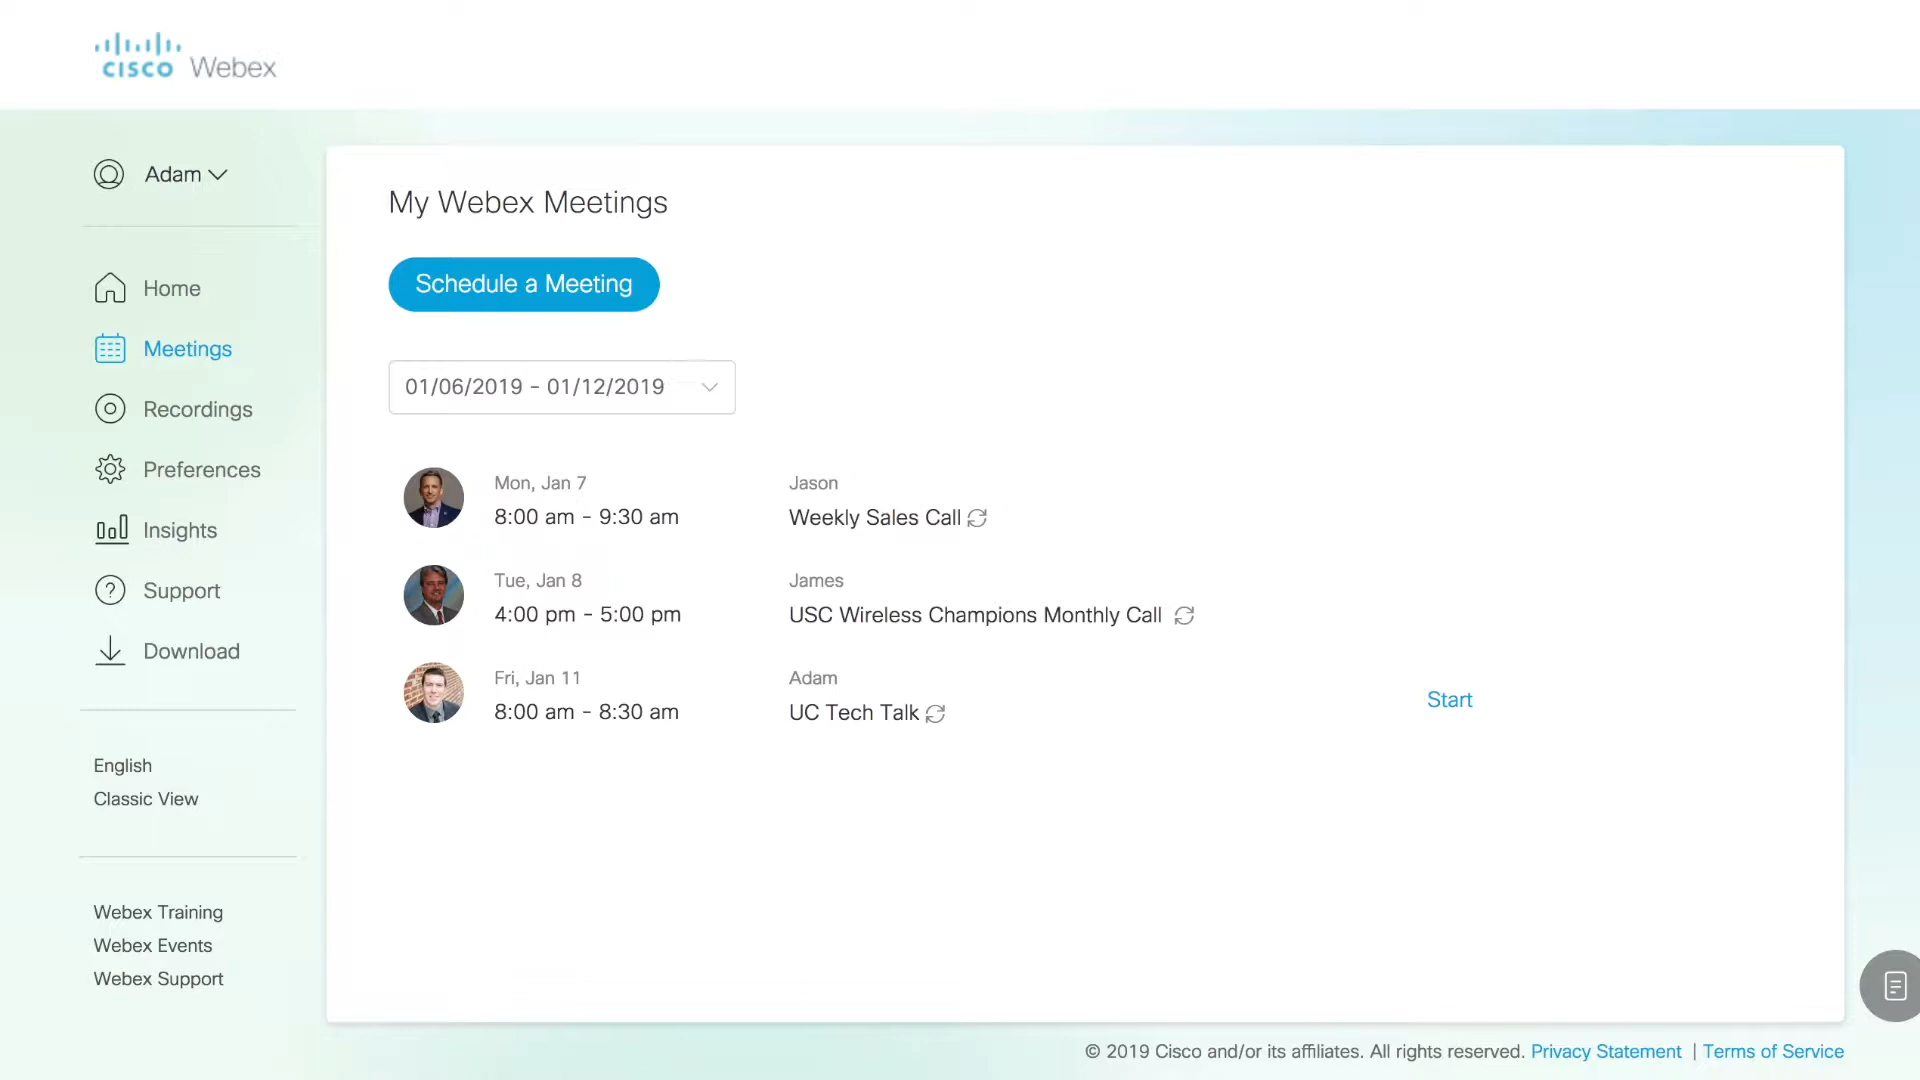 cisco Webex
Adam
Home
Meetings
Recordings
Preferences
Insights
Support
Download
English
Classic View
Webex Training
Webex Events
Webex Support
My Webex Meetings
Schedule a Meeting
01/06/2019 - 01/12/2019
Mon, Jan 7
8:00 am - 9:30 am
Jason
Weekly Sales Call
Tue, Jan 8
4:00 pm - 5:00 pm
James
USC Wireless Champions Monthly Call
Fri, Jan 11
8:00 am - 8:30 am
Adam
UC Tech Talk
Start
© 2019 Cisco and/or its affiliates. All rights reserved. Privacy Statement | Terms of Service